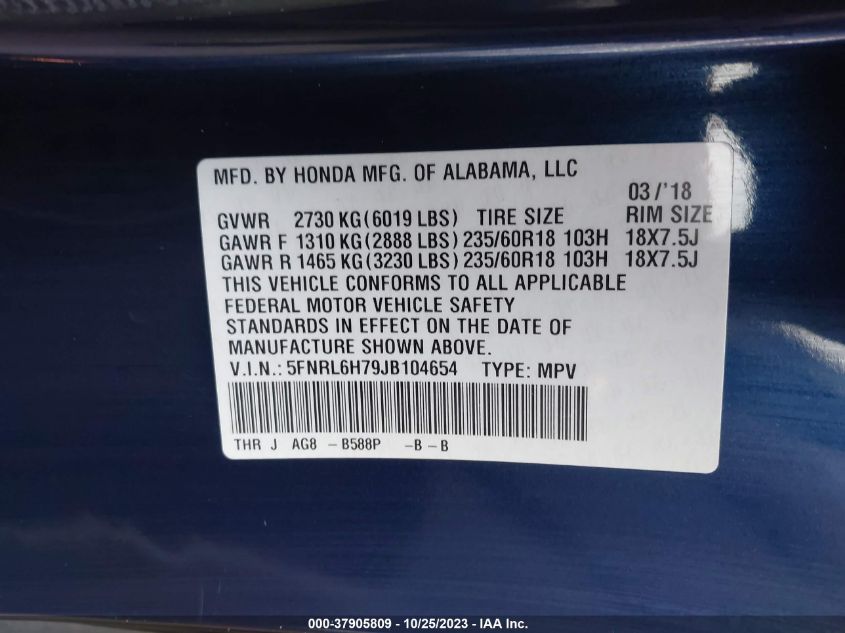 MFD. BY HONDA MFG. OF ALABAMA, LLC
03/'18
GVWR 2730 KG(6019 LBS) TIRE SIZE RIM SIZE
GAWR F 1310 KG(2888 LBS) 235/60R18 103H 18X7.5J
GAWR R 1465 KG(3230 LBS) 235/60R18 103H 18X7.5J
THIS VEHICLE CONFORMS TO ALL APPLICABLE
FEDERAL MOTOR VEHICLE SAFETY
STANDARDS IN EFFECT ON THE DATE OF
MANUFACTURE SHOWN ABOVE.
V.I.N.: 5FNRL6H79JB104654 TYPE: MPV
THR J AG8 -B588P -B-B
000-37905809 - 10/25/2023 - IAA Inc.